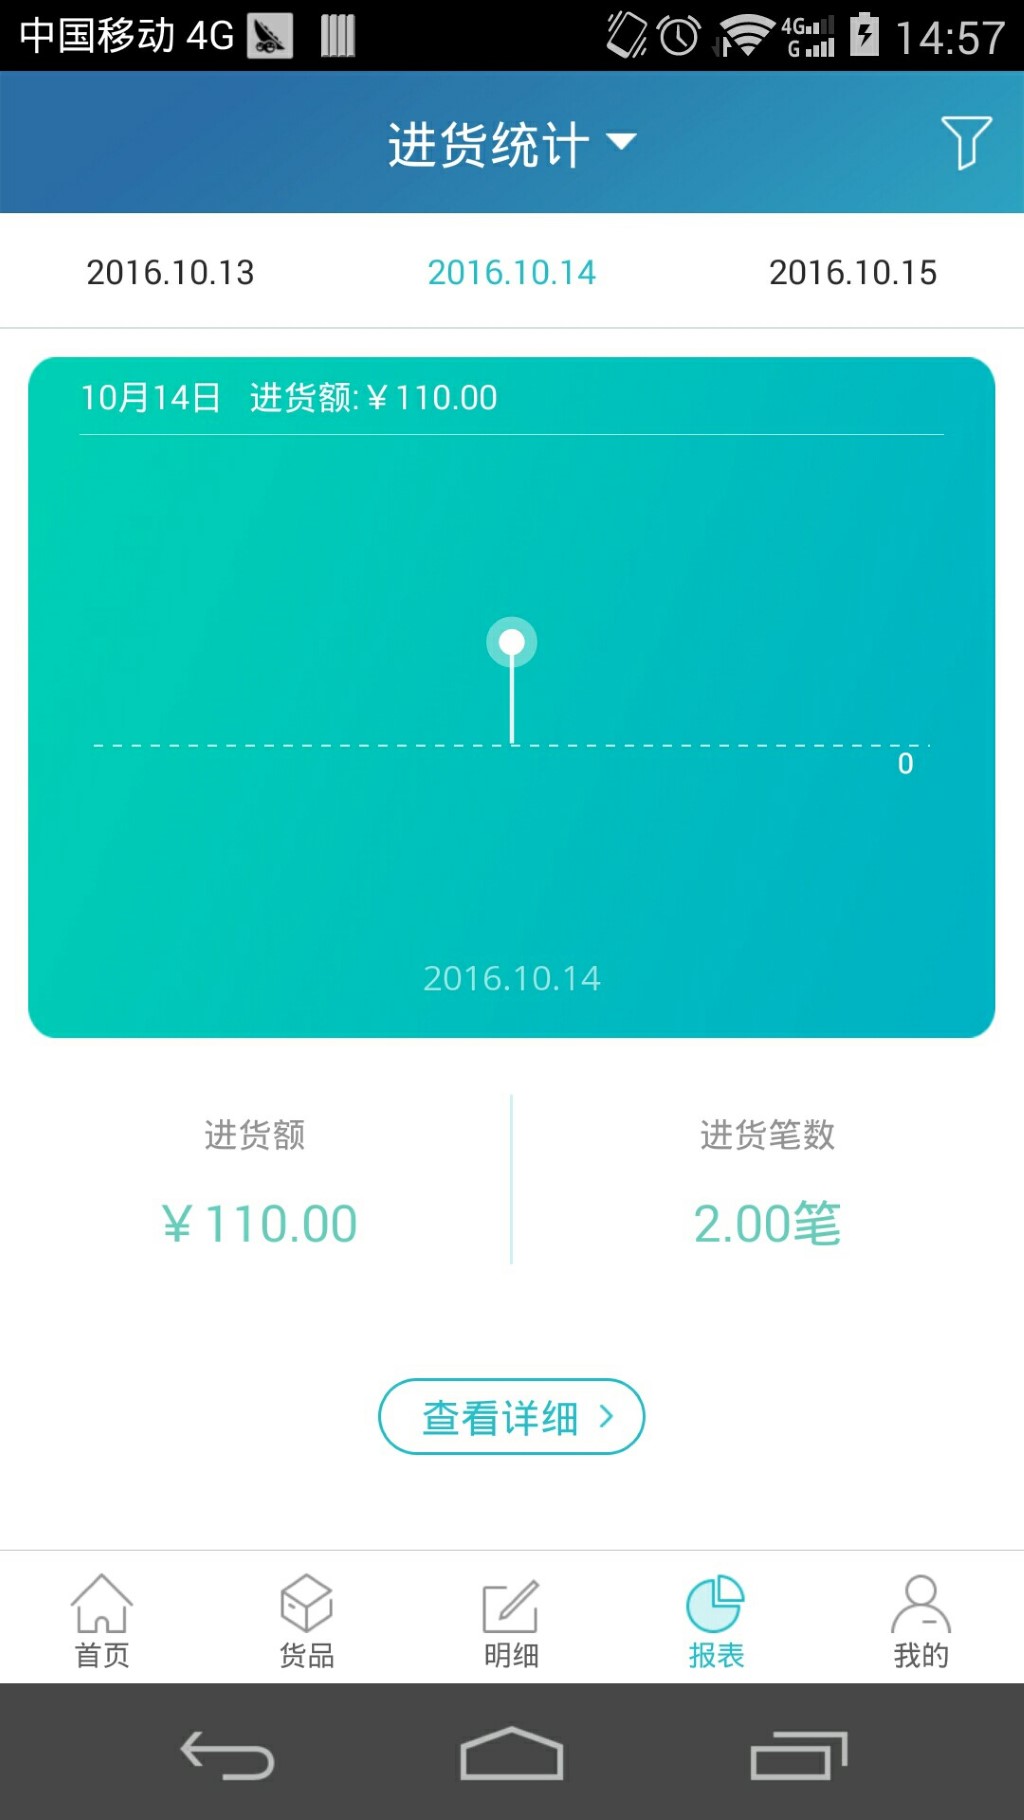 中国移动 4G 4G G 14:57
进货统计
2016.10.13 2016.10.14 2016.10.15
10月14日 进货额:￥110.00
0
2016.10.14
进货额 进货笔数
￥110.00 2.00笔
查看详细
首页 货品 明细 报表 我的